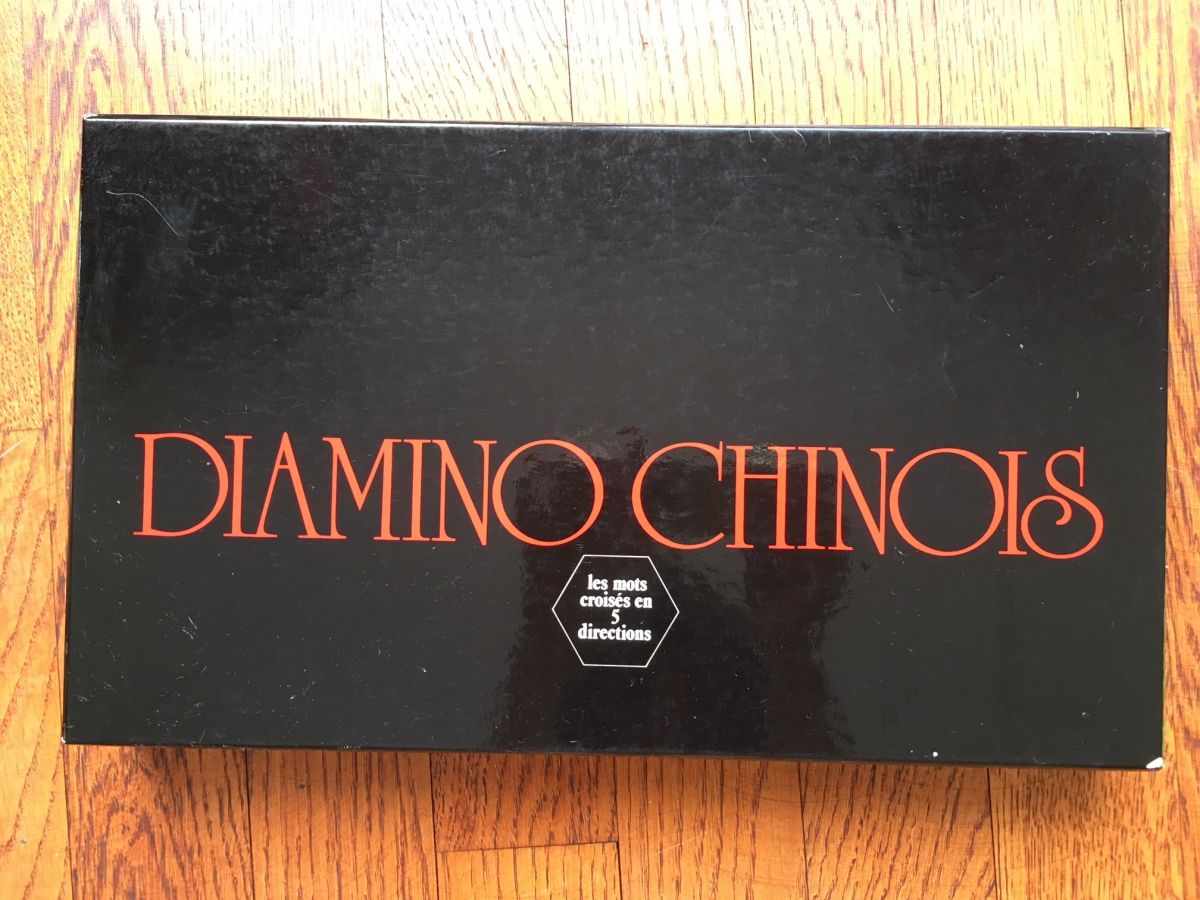 DIAMINO CHINOIS
les mots
croisés en
5
directions